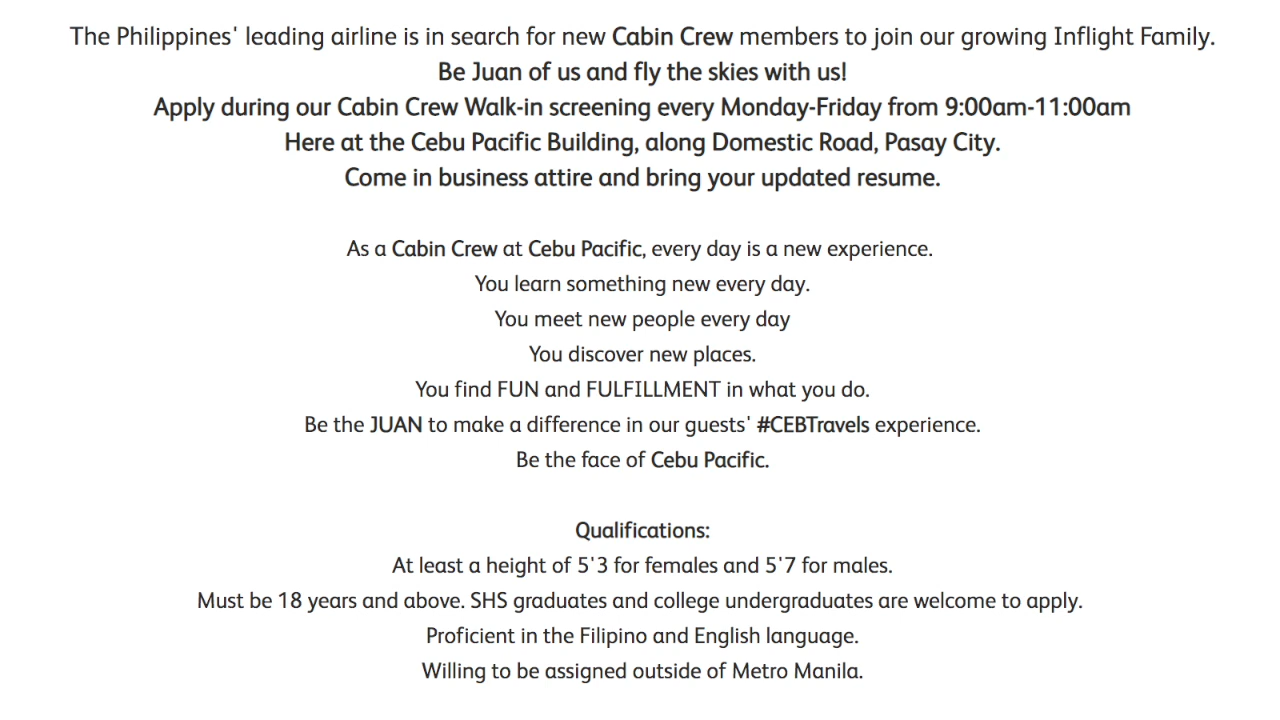 The Philippines' leading airline is in search for new Cabin Crew members to join our growing Inflight Family.
Be Juan of us and fly the skies with us!
Apply during our Cabin Crew Walk-in screening every Monday-Friday from 9:00am-11:00am
Here at the Cebu Pacific Building, along Domestic Road, Pasay City.
Come in business attire and bring your updated resume.
As a Cabin Crew at Cebu Pacific, every day is a new experience.
You learn something new every day.
You meet new people every day
You discover new places.
You find FUN and FULFILLMENT in what you do.
Be the JUAN to make a difference in our guests' #CEBTravels experience.
Be the face of Cebu Pacific.
Qualifications:
At least a height of 5'3 for females and 5'7 for males.
Must be 18 years and above. SHS graduates and college undergraduates are welcome to apply.
Proficient in the Filipino and English language.
Willing to be assigned outside of Metro Manila.